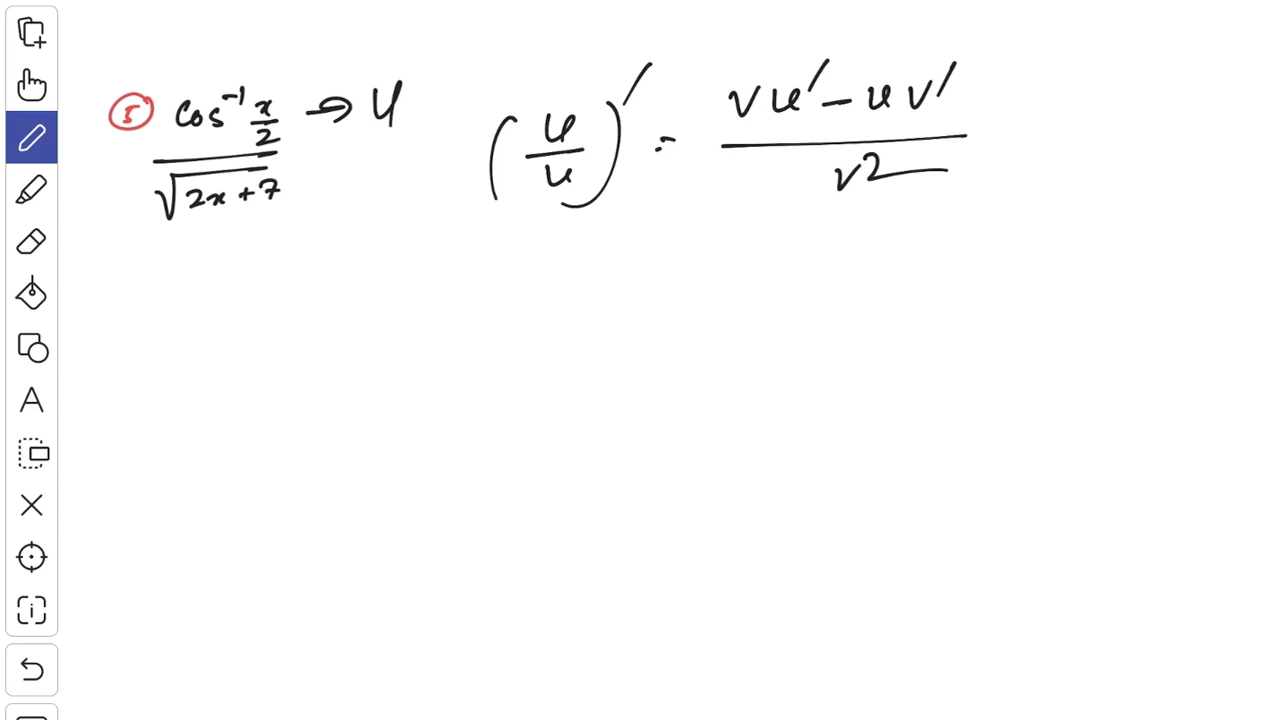 ⑤ cos⁻¹ x/2 / √(2x+7) → u
(u/v)′ = (vu′ − uv′) / v²